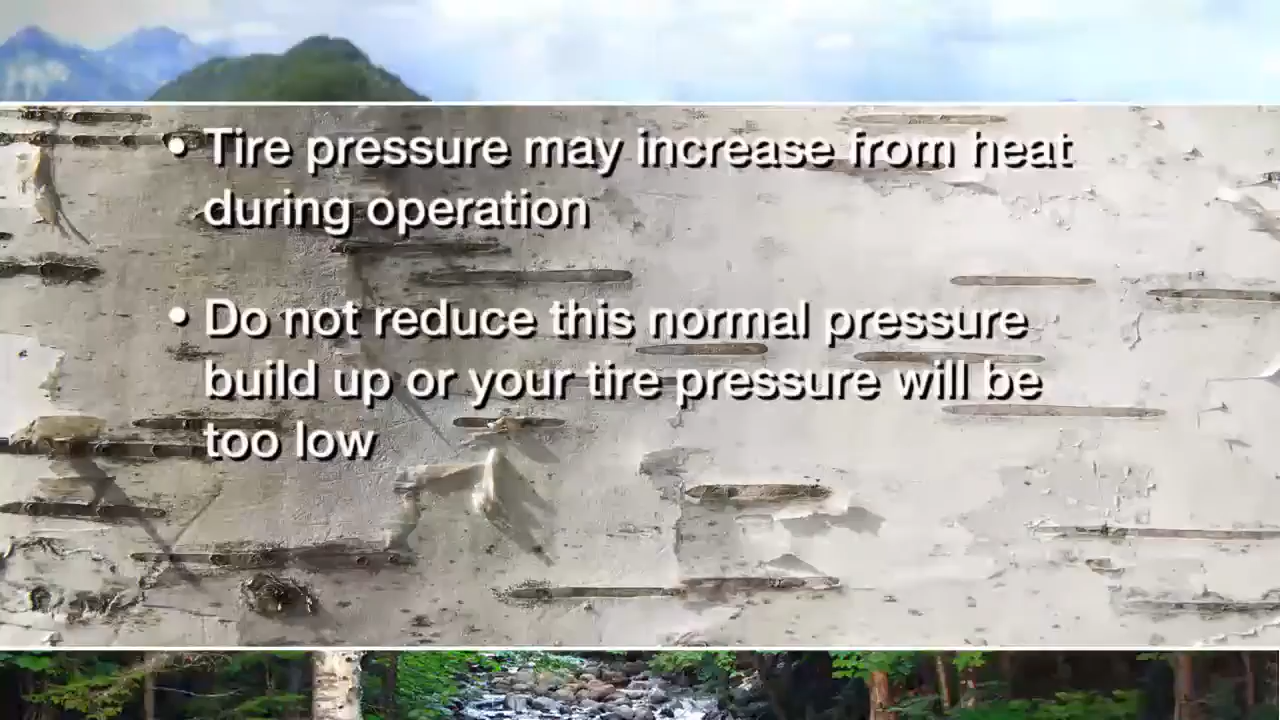 • Tire pressure may increase from heat
during operation
• Do not reduce this normal pressure
build up or your tire pressure will be
too low